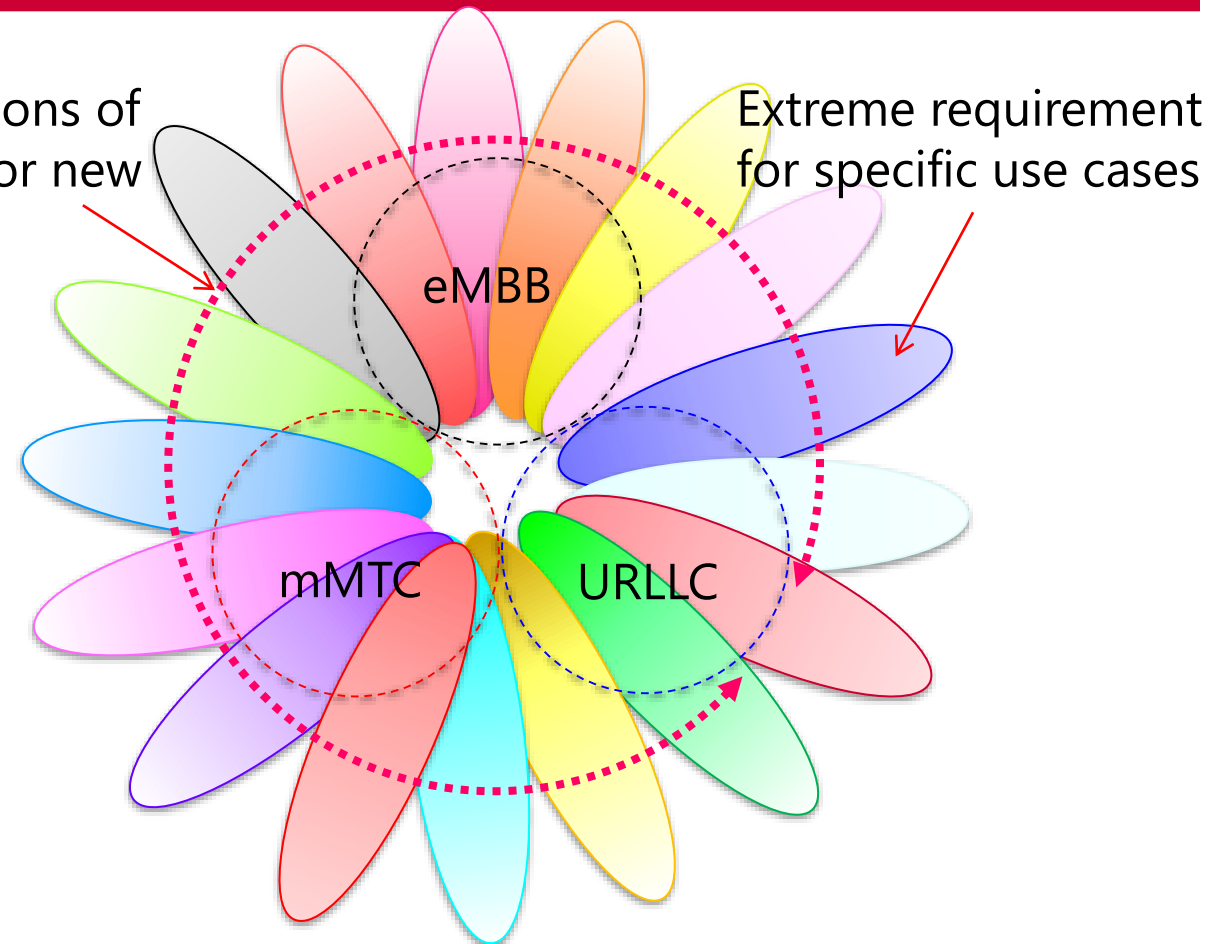 ons of
or new
Extreme requirement
for specific use cases
eMBB
mMTC
URLLC